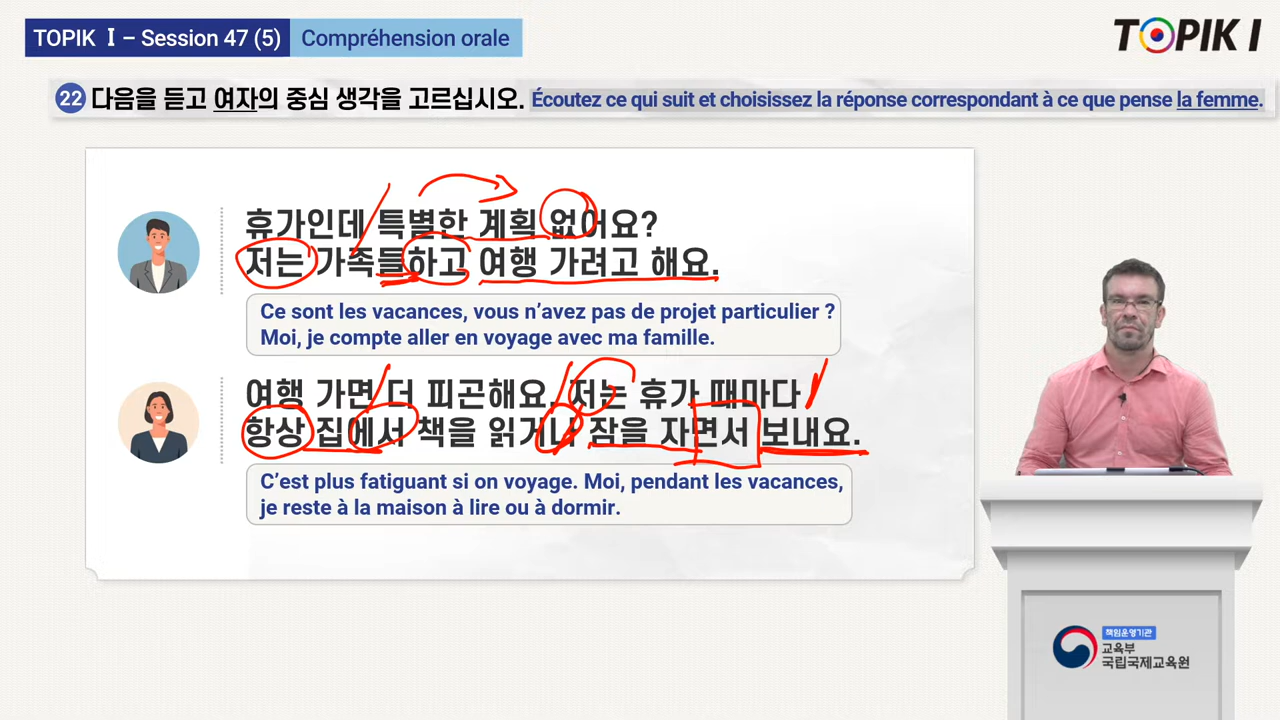 TOPIK Ⅰ – Session 47 (5) Compréhension orale
TOPIK I
22 다음을 듣고 여자의 중심 생각을 고르십시오. Écoutez ce qui suit et choisissez la réponse correspondant à ce que pense la femme.
휴가인데 특별한 계획 없어요?
저는 가족들하고 여행 가려고 해요.
Ce sont les vacances, vous n’avez pas de projet particulier ?
Moi, je compte aller en voyage avec ma famille.
여행 가면 더 피곤해요. 저는 휴가 때마다
항상 집에서 책을 읽거나 잠을 자면서 보내요.
C’est plus fatiguant si on voyage. Moi, pendant les vacances,
je reste à la maison à lire ou à dormir.
책임운영기관
교육부
국립국제교육원